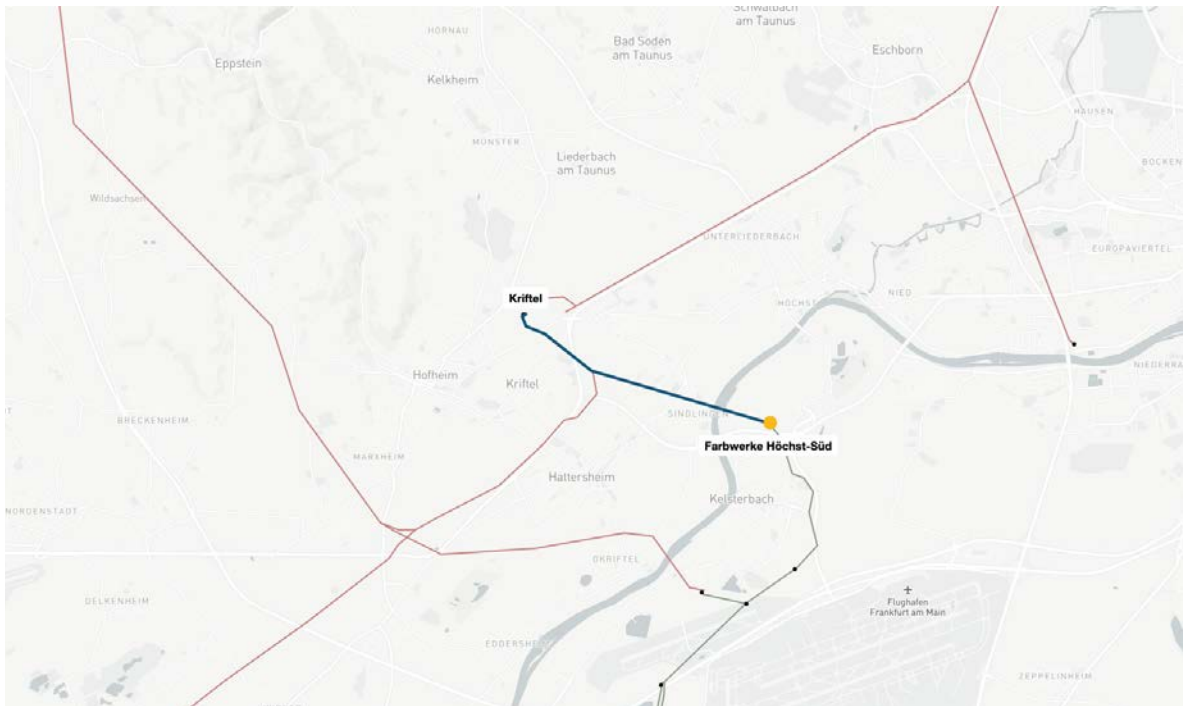 Schwalbach
am Taunus
HORNAU
Bad Soden
am Taunus
Eschborn
Eppstein
Kelkheim
HAUSEN
MÜNSTER
Liederbach
am Taunus
BOCKEN
Wildsachsen
UNTERLIEDERBACH
EUROPAVIERTEL
Kriftel
HÖCHST
NIED
NIEDERRA
Hofheim
Kriftel
SINDLINGEN
BRECKENHEIM
Farbwerke Höchst-Süd
MARXHEIM
Hattersheim
Kelsterbach
NORDENSTADT
OKRIFTEL
DELKENHEIM
Flughafen
Frankfurt am Main
EDDERSHEI
ZEPPELINHEIM